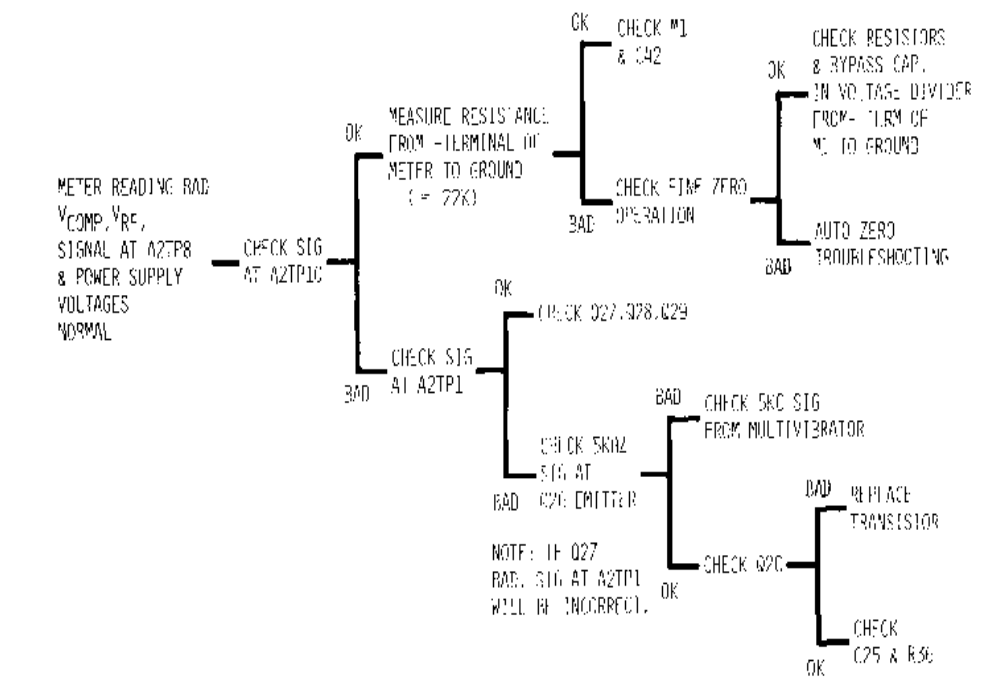 METER READING BAD
VCOMP, VRF,
SIGNAL AT A2TP8
& POWER SUPPLY
VOLTAGES
NORMAL
CHECK SIG
AT A2TP10
OK
MEASURE RESISTANCE
FROM -TERMINAL OF
METER TO GROUND
(≈ 22K)
OK
CHECK M1
& C42
BAD
CHECK FINE ZERO
OPERATION
OK
CHECK RESISTORS
& BYPASS CAP.
IN VOLTAGE DIVIDER
FROM- TERM OF
M1 TO GROUND
BAD
AUTO ZERO
TROUBLESHOOTING
BAD
CHECK SIG
AT A2TP1
OK
CHECK Q27,Q28,Q29
BAD
CHECK 5KHZ
SIG AT
Q26 EMITTER
NOTE: IF Q27
BAD, SIG AT A2TP1
WILL BE INCORRECT.
BAD
CHECK 5KC SIG
FROM MULTIVIBRATOR
OK
CHECK Q26
BAD
REPLACE
TRANSISTOR
OK
CHECK
C25 & R36